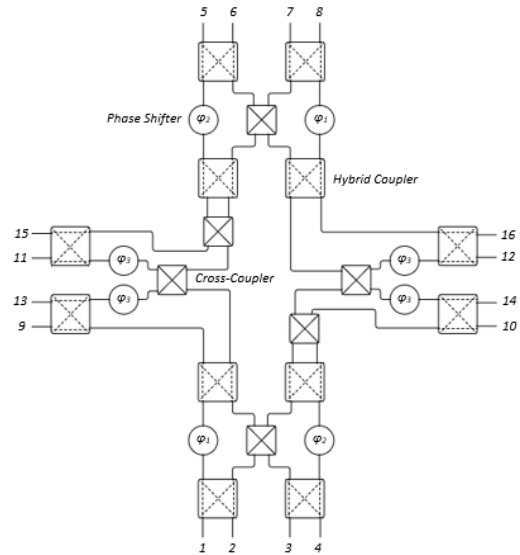 5 6 7 8
Phase Shifter φ₂ φ₁
Hybrid Coupler
15 16
11 φ₃ φ₃ 12
Cross-Coupler
13 φ₃ φ₃ 14
9 10
φ₁ φ₂
1 2 3 4